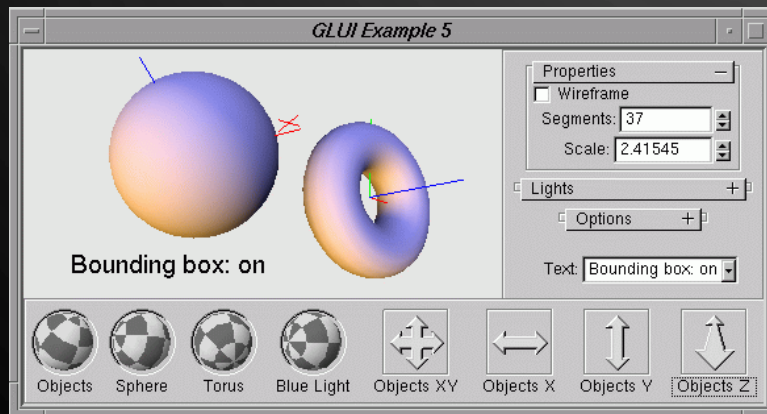 GLUI Example 5
Properties
Wireframe
Segments: 37
Scale: 2.41545
Lights
Options
Text: Bounding box: on
Bounding box: on
Objects Sphere Torus Blue Light Objects XY Objects X Objects Y Objects Z